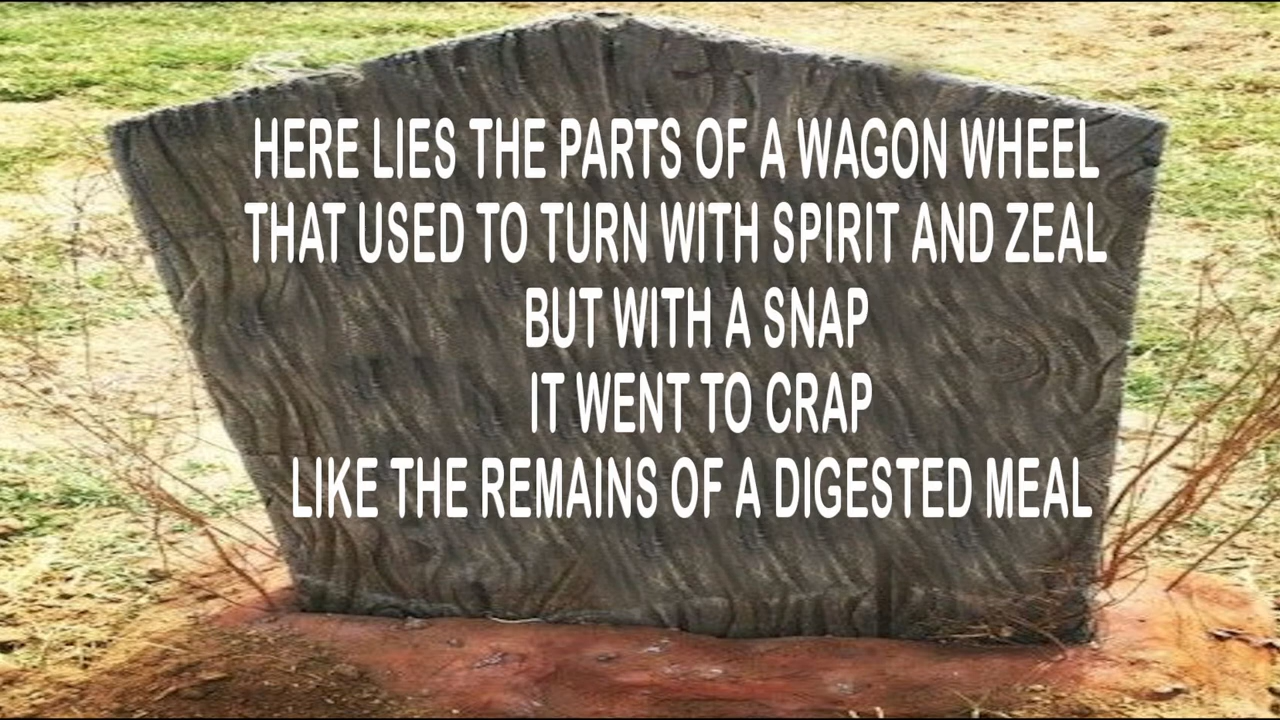 HERE LIES THE PARTS OF A WAGON WHEEL
THAT USED TO TURN WITH SPIRIT AND ZEAL
BUT WITH A SNAP
IT WENT TO CRAP
LIKE THE REMAINS OF A DIGESTED MEAL